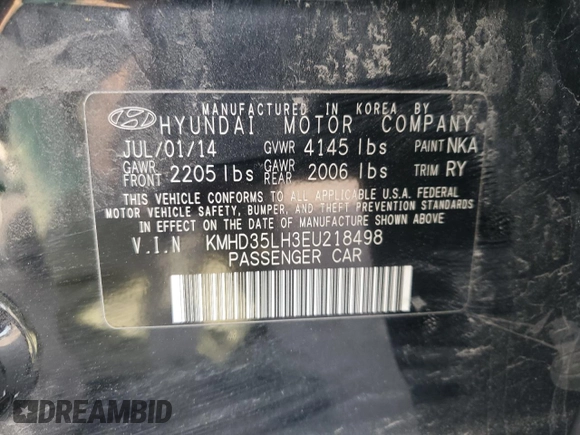 MANUFACTURED IN KOREA BY
HYUNDAI MOTOR COMPANY
JUL/01/14 GVWR 4145 lbs PAINT NKA
GAWR FRONT 2205 lbs GAWR REAR 2006 lbs TRIM RY
THIS VEHICLE CONFORMS TO ALL APPLICABLE U.S.A. FEDERAL
MOTOR VEHICLE SAFETY, BUMPER, AND THEFT PREVENTION STANDARDS
IN EFFECT ON THE DATE OF MANUFACTURE SHOWN ABOVE.
V.I.N KMHD35LH3EU218498
PASSENGER CAR
DREAMBID